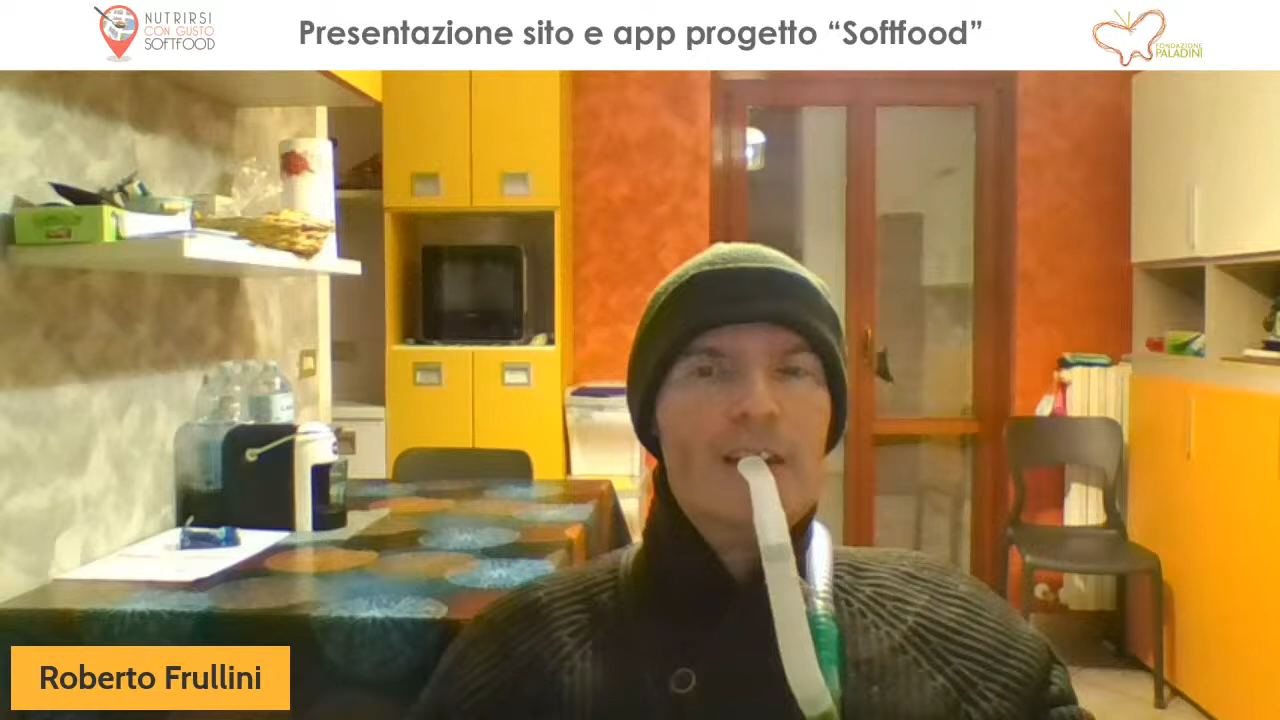 NUTRIRSI
CON GUSTO
SOFTFOOD
Presentazione sito e app progetto “Softfood”
FONDAZIONE
PALADINI
Roberto Frullini